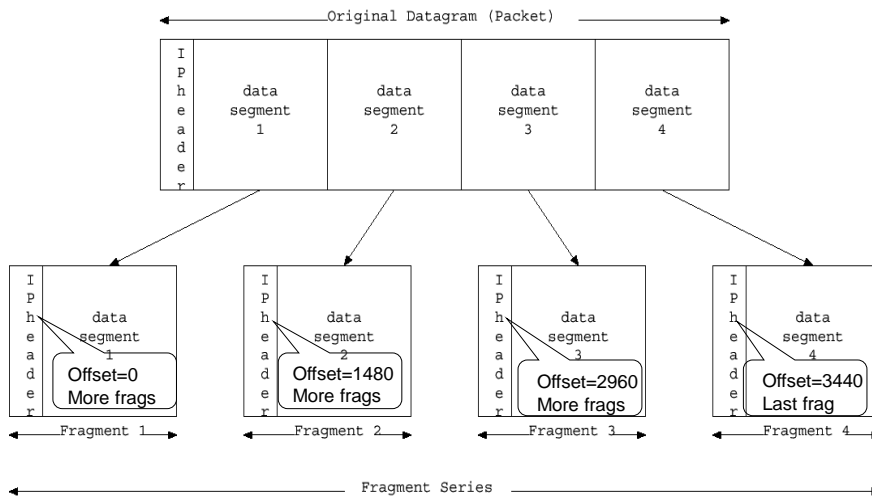 Original Datagram (Packet)
I
P
h
e
a
d
e
r
data
segment
1
data
segment
2
data
segment
3
data
segment
4
I
P
h
e
a
d
e
r
data
segment
1
Offset=0
More frags
I
P
h
e
a
d
e
r
data
segment
2
Offset=1480
More frags
I
P
h
e
a
d
e
r
data
segment
3
Offset=2960
More frags
I
P
h
e
a
d
e
r
data
segment
4
Offset=3440
Last frag
Fragment 1
Fragment 2
Fragment 3
Fragment 4
Fragment Series